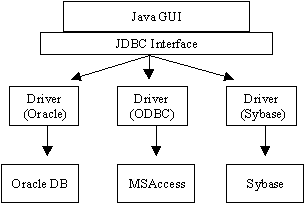 Java GUI
JDBC Interface
Driver
(Oracle)
Driver
(ODBC)
Driver
(Sybase)
Oracle DB
MSAccess
Sybase